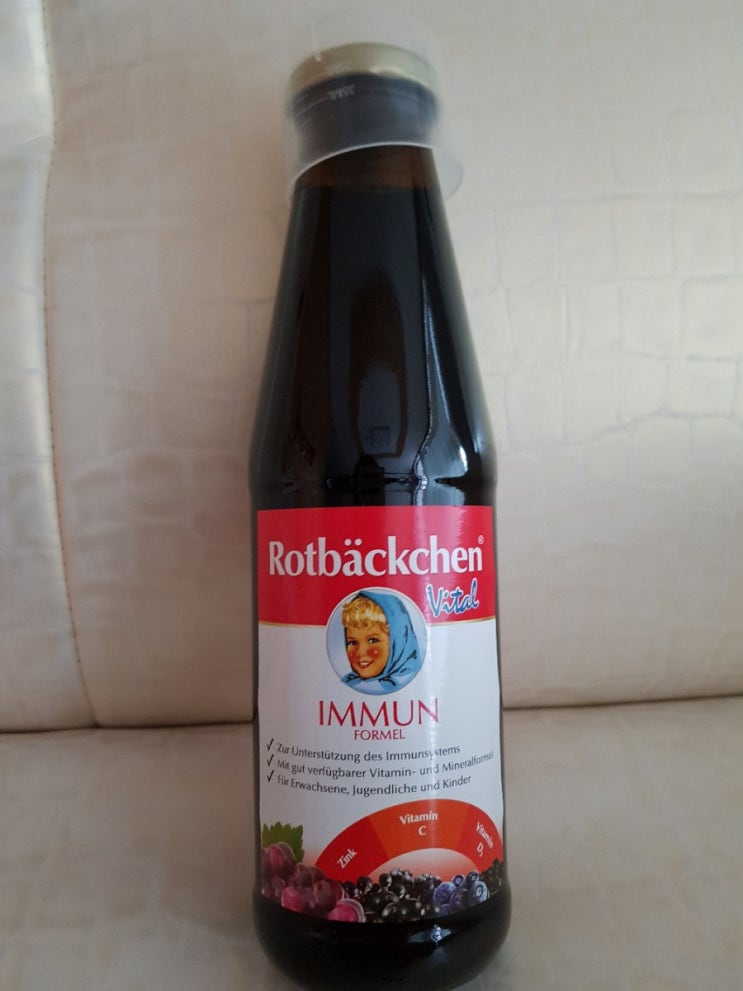 Rotbäckchen®
Vital
IMMUN
FORMEL
✓ Zur Unterstützung des Immunsystems
✓ Mit gut verfügbarer Vitamin- und Mineralformel
✓ Für Erwachsene, Jugendliche und Kinder
Zink
Vitamin
C
Vitamin
D₃